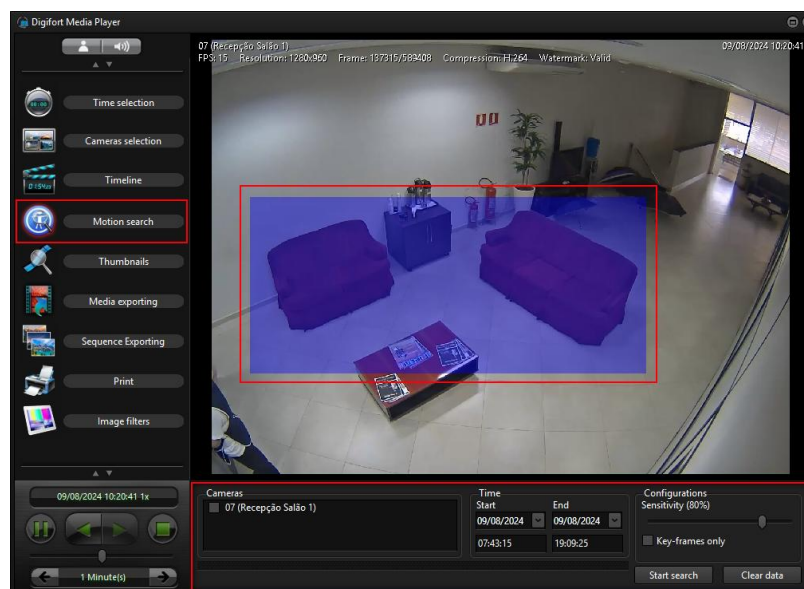 Digifort Media Player
07 (Recepção Salão 1)
09/08/2024 10:20:41
FPS: 15 Resolution: 1280x960 Frame: 137315/589408 Compression: H.264 Watermark: Valid
Time selection
Cameras selection
Timeline
Motion search
Thumbnails
Media exporting
Sequence Exporting
Print
Image filters
09/08/2024 10:20:41 1x
1 Minute(s)
Cameras
07 (Recepção Salão 1)
Time
Start End
09/08/2024 09/08/2024
07:43:15 19:09:25
Configurations
Sensitivity (80%)
Key-frames only
Start search Clear data